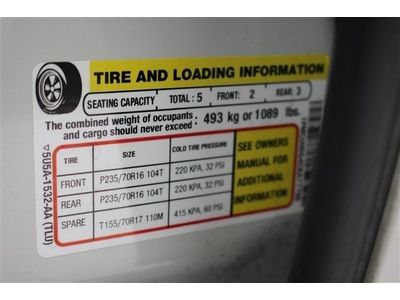 TIRE AND LOADING INFORMATION
SEATING CAPACITY TOTAL: 5 FRONT: 2 REAR: 3
The combined weight of occupants
and cargo should never exceed: 493 kg or 1089 lbs.
TIRE SIZE COLD TIRE PRESSURE
FRONT P235/70R16 104T 220 KPA, 32 PSI
REAR P235/70R16 104T 220 KPA, 32 PSI
SPARE T155/70R17 110M 415 KPA, 60 PSI
SEE OWNERS
MANUAL FOR
ADDITIONAL
INFORMATION
5U5A-1532-AA (TLU)